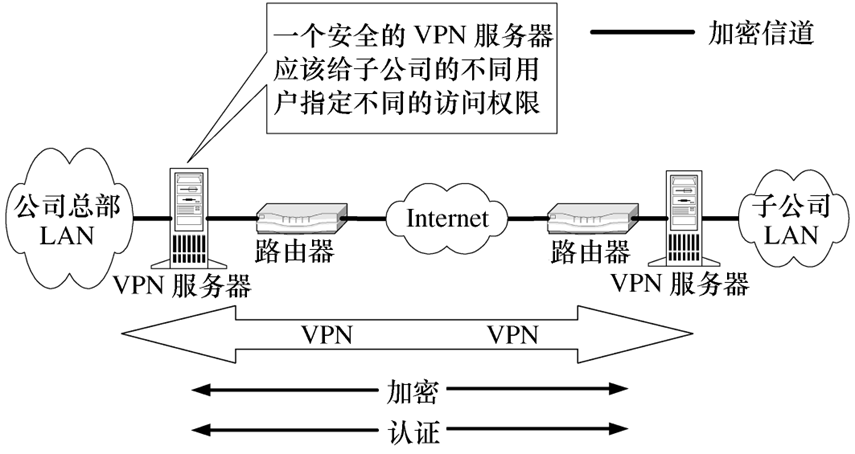 一个安全的 VPN 服务器
应该给子公司的不同用
户指定不同的访问权限
加密信道
公司总部
LAN
VPN 服务器
路由器
Internet
路由器
VPN 服务器
子公司
LAN
VPN
VPN
加密
认证